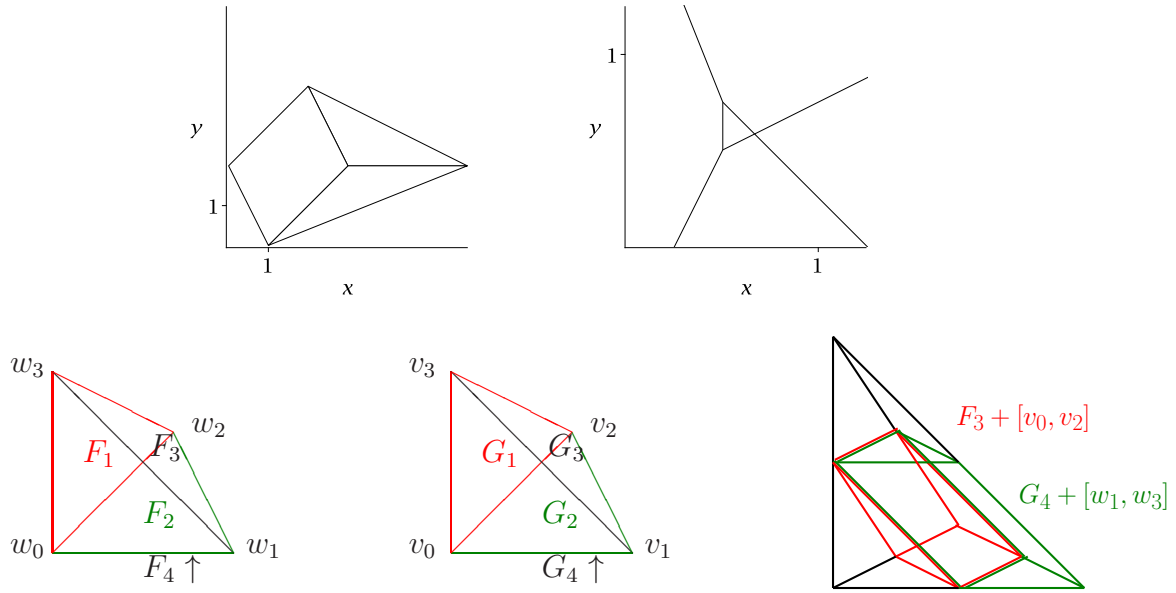 y
1
1
x
1
y
1
x
w₃
w₂
F₁
F₃
F₂
w₀
w₁
F₄ ↑
v₃
v₂
G₁
G₃
G₂
v₀
v₁
G₄ ↑
F₃ + [v₀, v₂]
G₄ + [w₁, w₃]